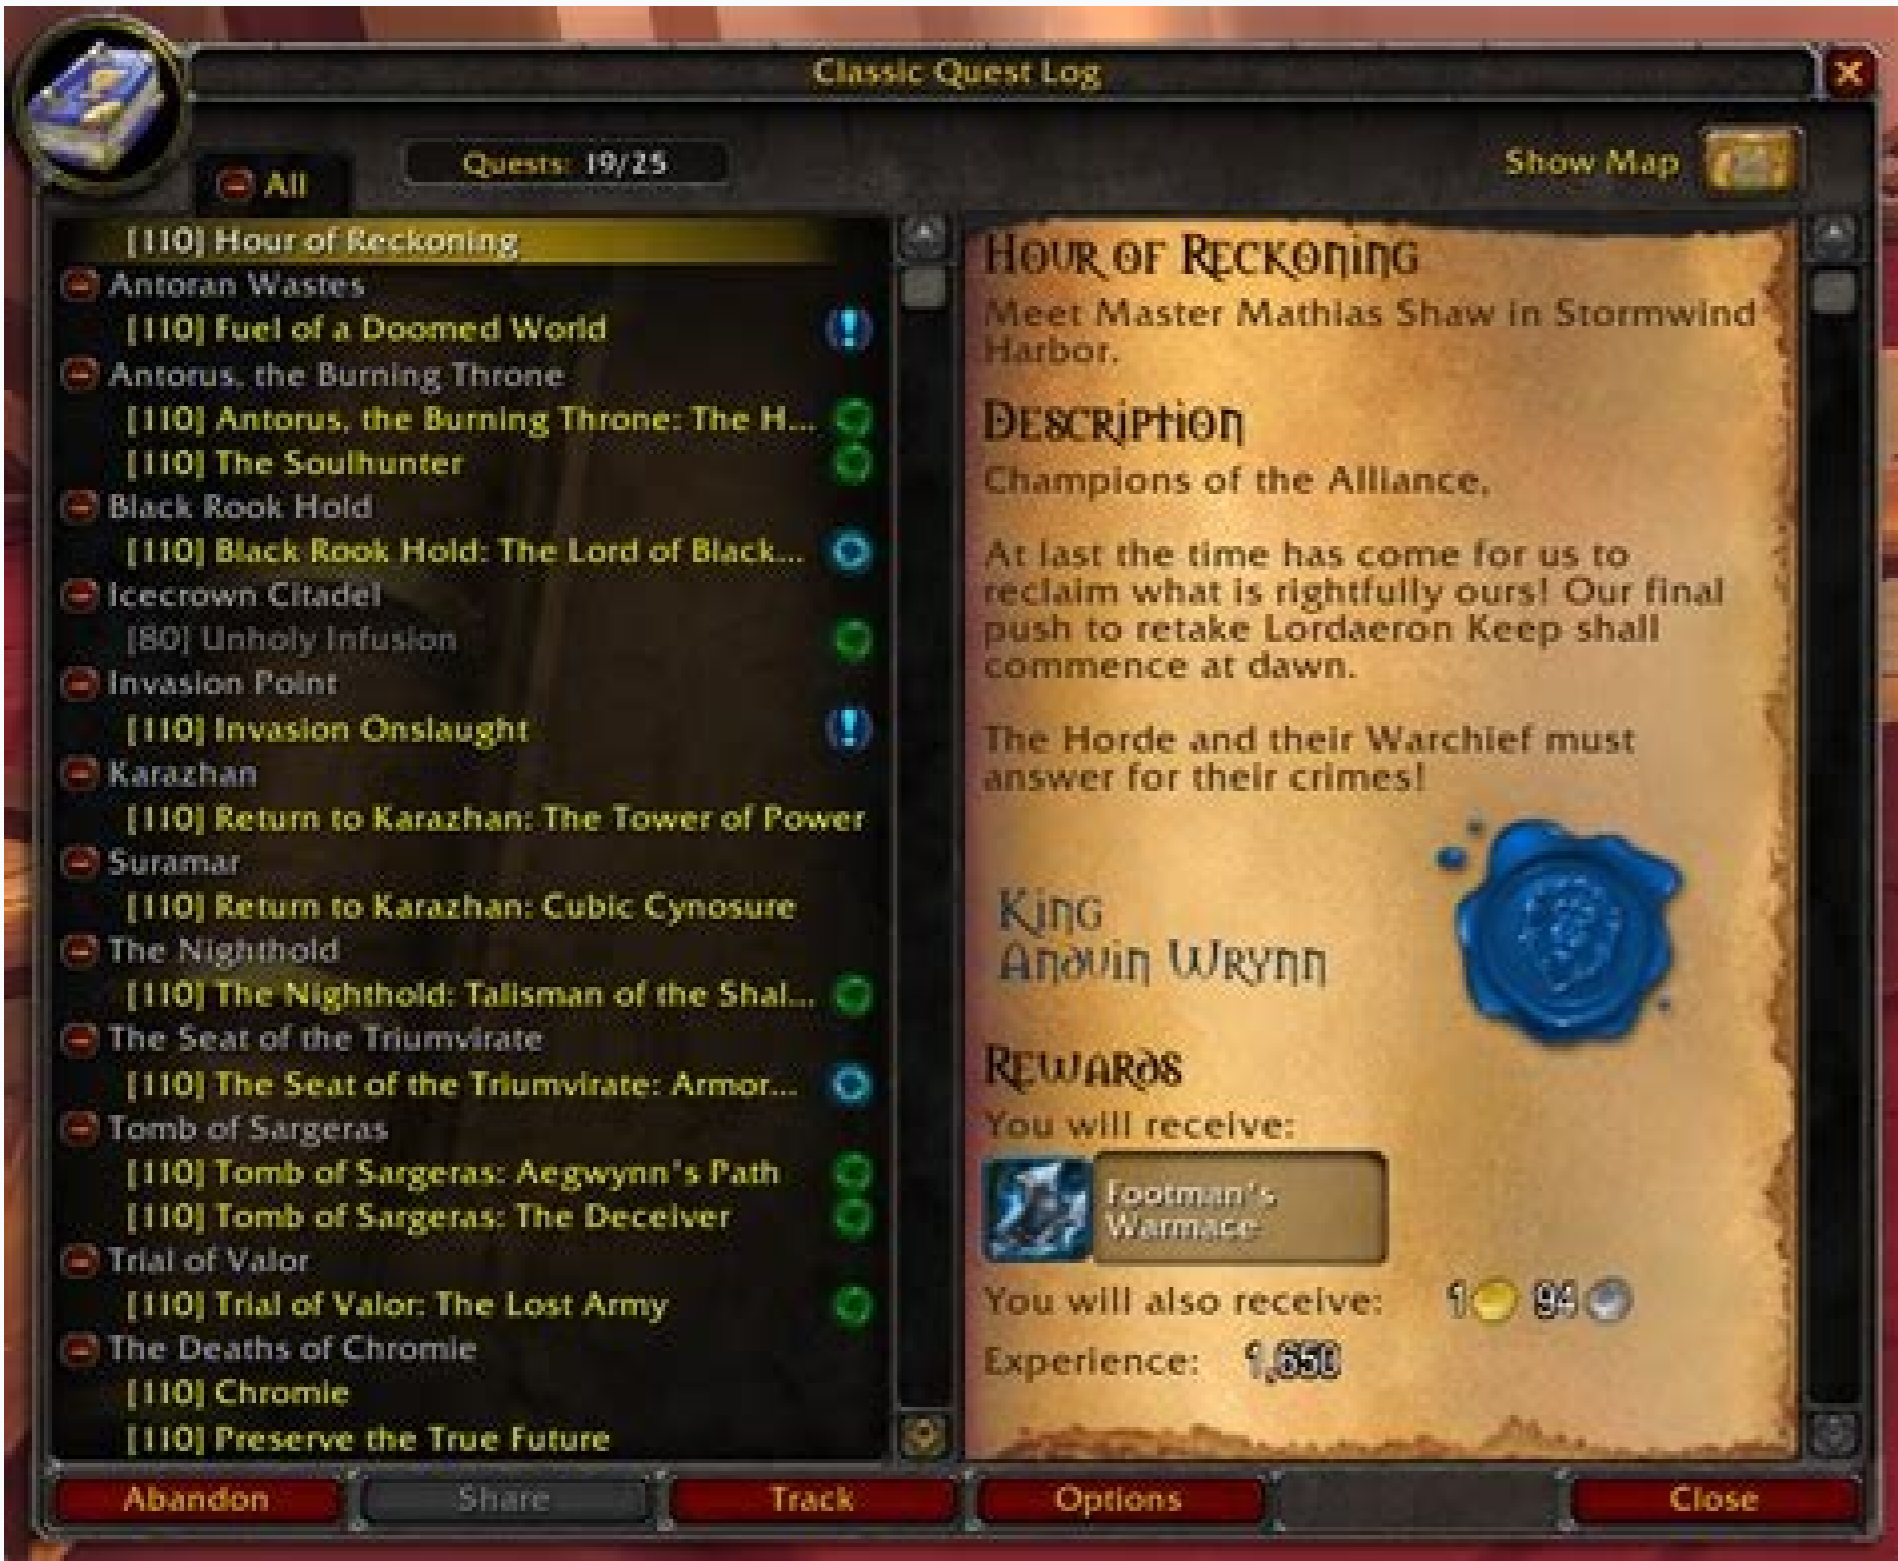 Classic Quest Log
All
Quests: 19/25
Show Map
[110] Hour of Reckoning
Antoran Wastes
[110] Fuel of a Doomed World
Antorus, the Burning Throne
[110] Antorus, the Burning Throne: The H...
[110] The Soulhunter
Black Rook Hold
[110] Black Rook Hold: The Lord of Black...
Icecrown Citadel
[80] Unholy Infusion
Invasion Point
[110] Invasion Onslaught
Karazhan
[110] Return to Karazhan: The Tower of Power
Suramar
[110] Return to Karazhan: Cubic Cynosure
The Nighthold
[110] The Nighthold: Talisman of the Shal...
The Seat of the Triumvirate
[110] The Seat of the Triumvirate: Armor...
Tomb of Sargeras
[110] Tomb of Sargeras: Aegwynn's Path
[110] Tomb of Sargeras: The Deceiver
Trial of Valor
[110] Trial of Valor: The Lost Army
The Deaths of Chromie
[110] Chromie
[110] Preserve the True Future
Hour of Reckoning
Meet Master Mathias Shaw in Stormwind
Harbor.
Description
Champions of the Alliance,
At last the time has come for us to
reclaim what is rightfully ours! Our final
push to retake Lordaeron Keep shall
commence at dawn.
The Horde and their Warchief must
answer for their crimes!
King
Anduin Wrynn
Rewards
You will receive:
Footman's
Warmace
You will also receive: 1 94
Experience: 1,650
Abandon
Share
Track
Options
Close